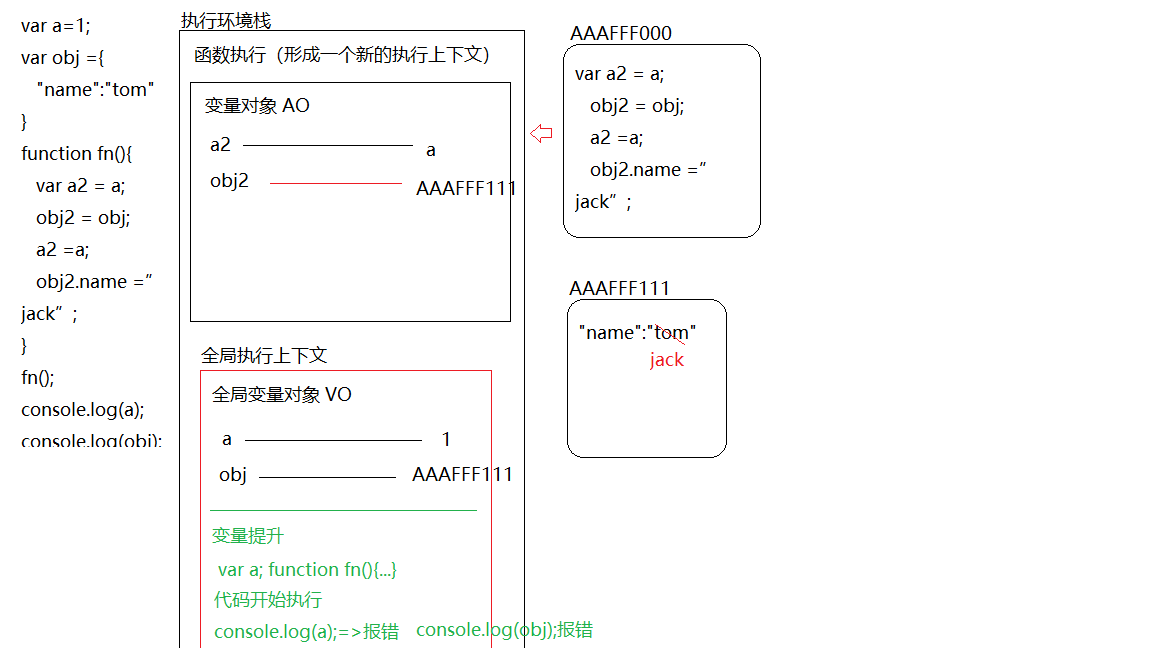 var a=1;
var obj ={
"name":"tom"
}
function fn(){
var a2 = a;
obj2 = obj;
a2 =a;
obj2.name =”
jack”;
}
fn();
console.log(a);
console.log(obj);
执行环境栈
函数执行（形成一个新的执行上下文）
变量对象 AO
a2 a
obj2 AAAFFF111
全局执行上下文
全局变量对象 VO
a 1
obj AAAFFF111
变量提升
var a; function fn(){...}
代码开始执行
console.log(a);=>报错 console.log(obj);报错
AAAFFF000
var a2 = a;
obj2 = obj;
a2 =a;
obj2.name =”
jack”;
AAAFFF111
"name":"tom"
jack